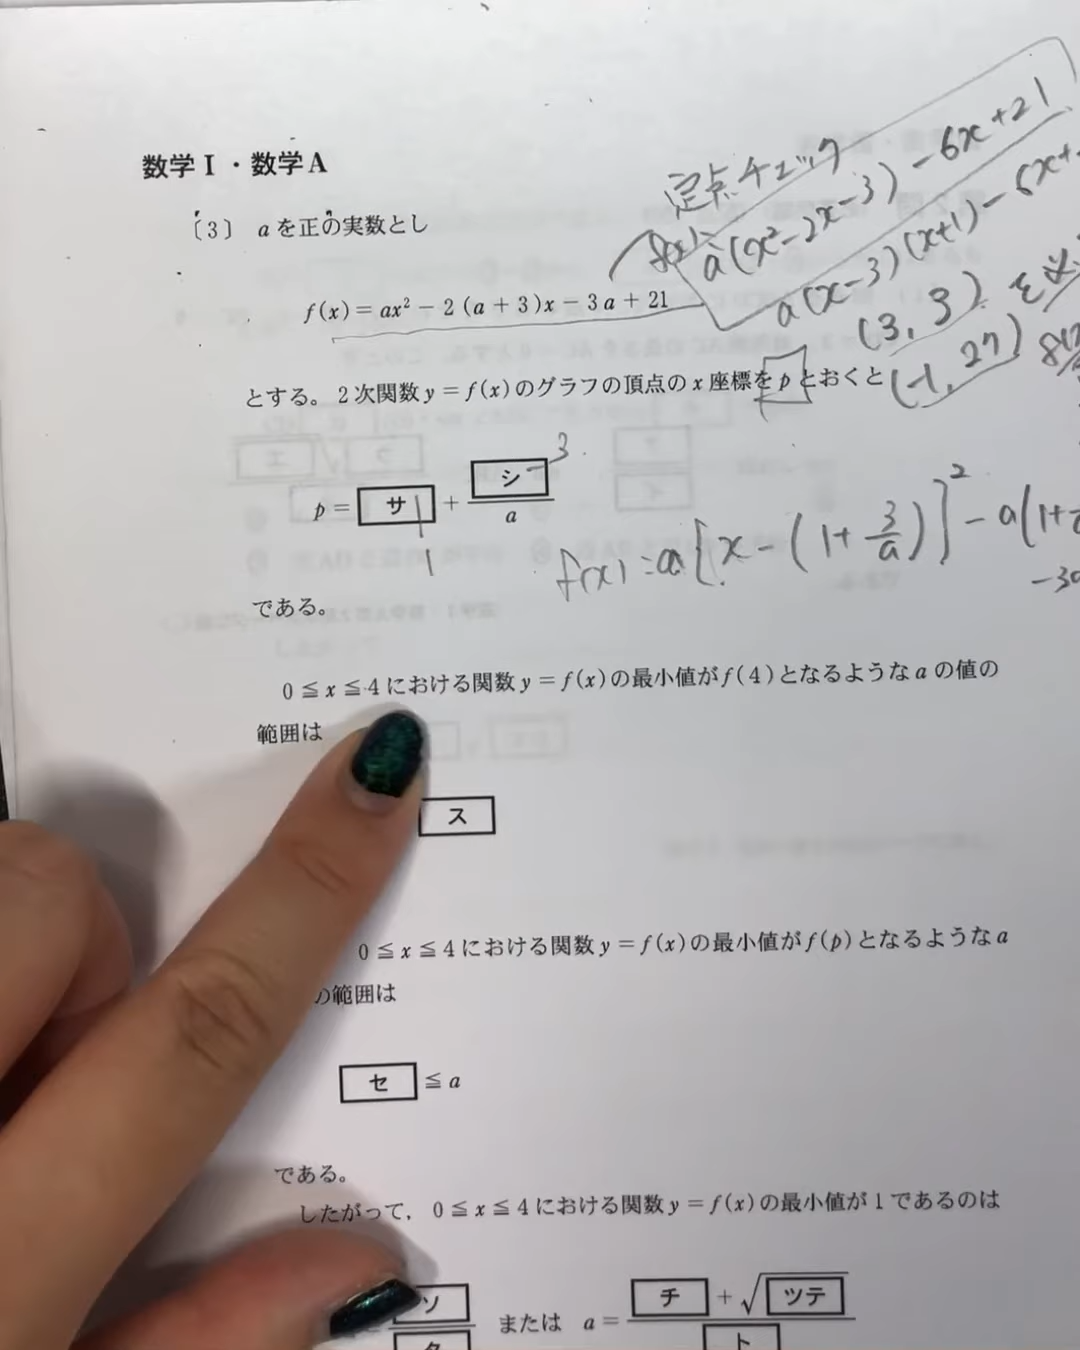 数学Ⅰ・数学A
定点チェック
〔3〕 aを正の実数とし
f(x)=
a(x²-2x-3)-6x+21
a(x-3)(x+1)-6x+
f(x) = ax² − 2 (a + 3)x − 3a + 21
(3, 3)
(-1, 27)
とする。2次関数 y = f(x)のグラフの頂点の x 座標を p とおくと
p = サ + シ/a
3
1
f(x)=a[x-(1+3/a)]²-a(1+
である。
0 ≦ x ≦ 4 における関数 y = f(x)の最小値がf(4)となるような a の値の
範囲は
ス
0 ≦ x ≦ 4 における関数 y = f(x)の最小値がf(p)となるような a
の範囲は
セ ≦ a
である。
したがって, 0 ≦ x ≦ 4 における関数 y = f(x)の最小値が 1 であるのは
ソ/タ または a = (チ + √ツテ)/ト